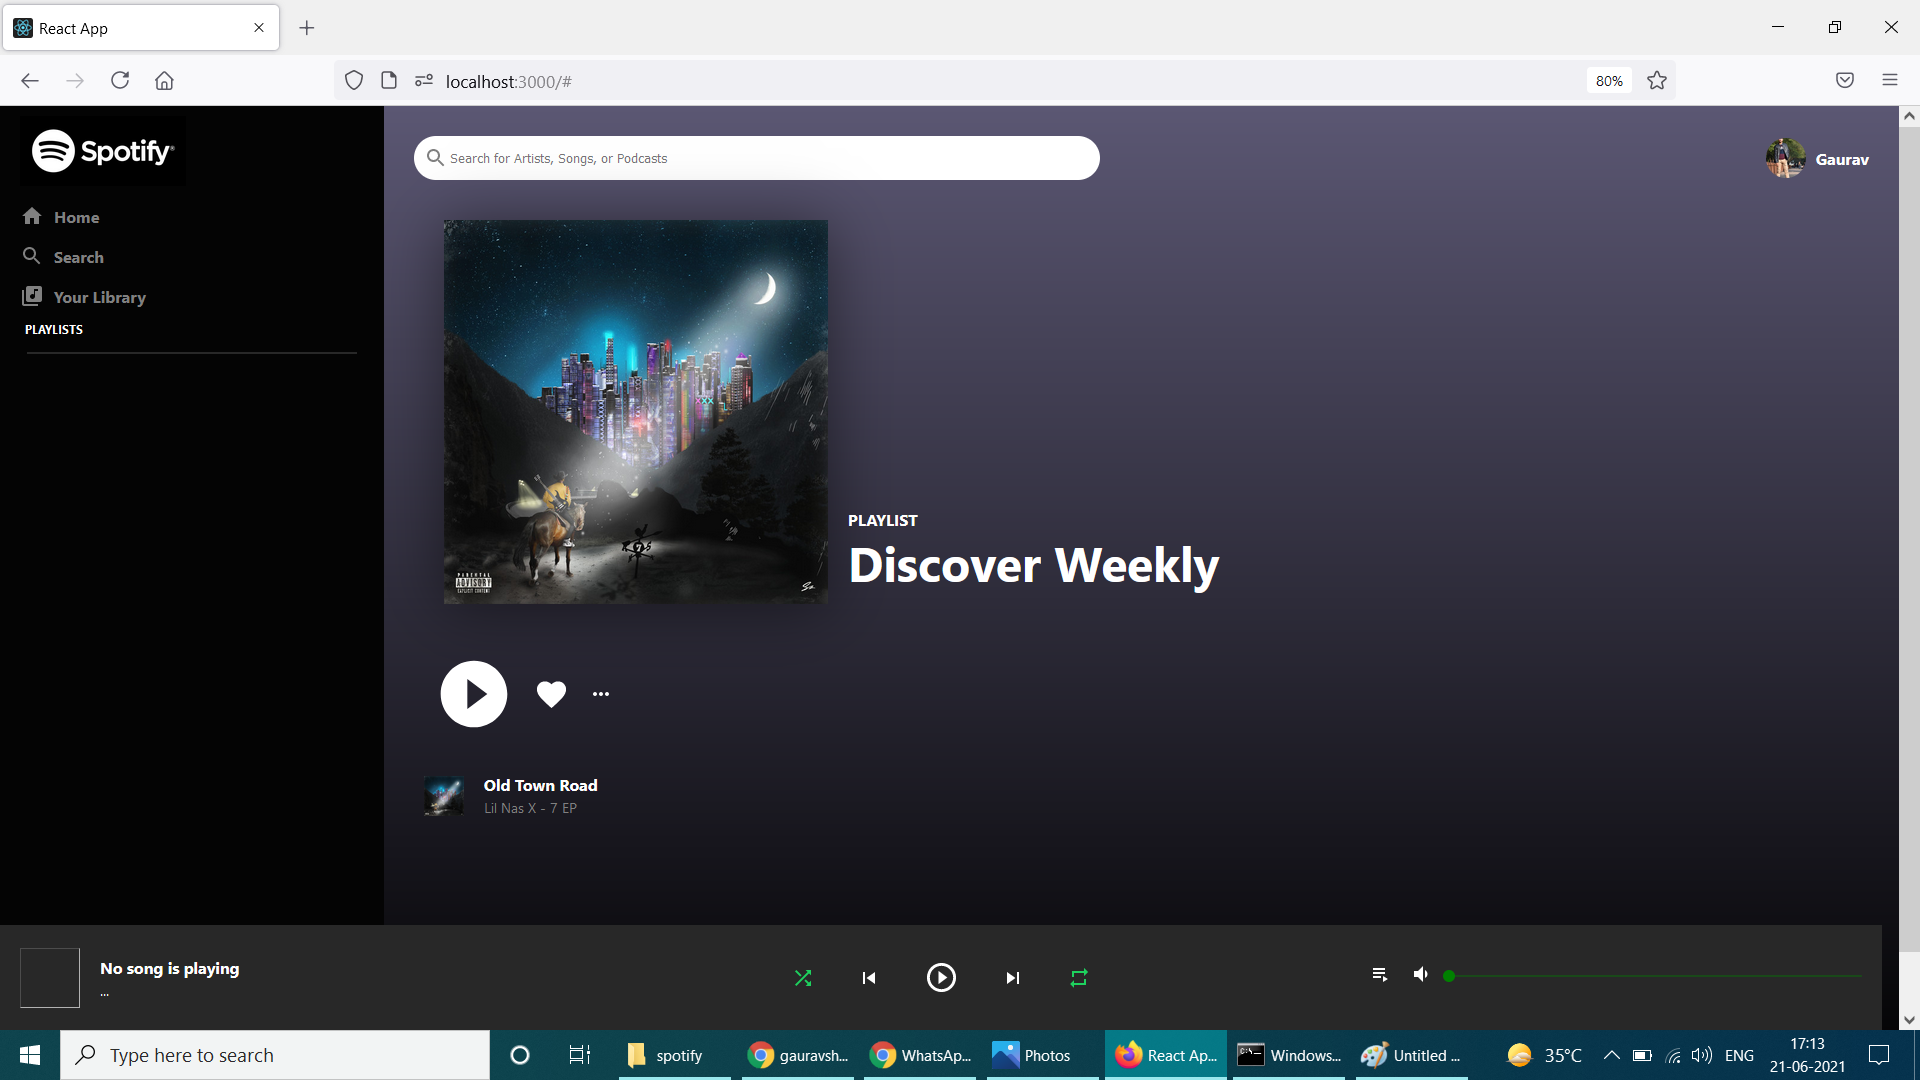 React App
localhost:3000/#
80%
Spotify
Home
Search
Your Library
PLAYLISTS
Search for Artists, Songs, or Podcasts
Gaurav
PARENTAL
ADVISORY
EXPLICIT CONTENT
PLAYLIST
Discover Weekly
Old Town Road
Lil Nas X - 7 EP
No song is playing
...
Type here to search
spotify
gauravsh...
WhatsAp...
Photos
React Ap...
Windows...
Untitled ...
35°C
ENG
17:13
21-06-2021